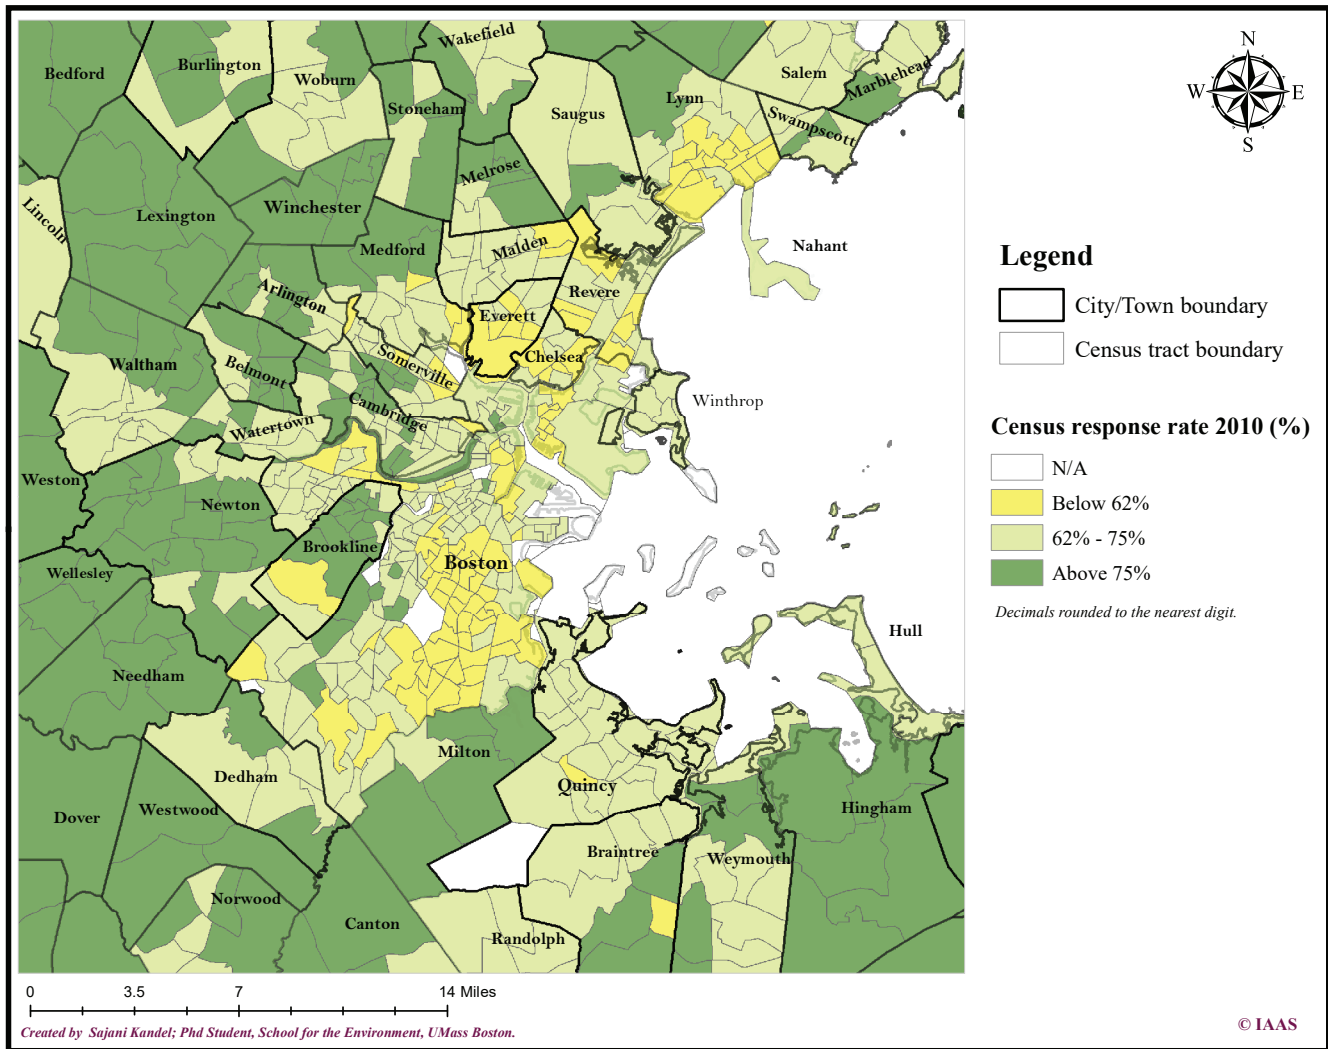 Wakefield
Bedford
Burlington
Woburn
Salem
Marblehead
Stoneham
Lynn
Saugus
Swampscott
Melrose
Lincoln
Lexington
Winchester
Medford
Malden
Nahant
Arlington
Revere
Everett
Waltham
Belmont
Somerville
Chelsea
Winthrop
Cambridge
Watertown
Weston
Newton
Brookline
Boston
Wellesley
Needham
Hull
Milton
Dedham
Quincy
Westwood
Dover
Hingham
Braintree
Weymouth
Norwood
Canton
Randolph
N
W E
S
Legend
City/Town boundary
Census tract boundary
Census response rate 2010 (%)
N/A
Below 62%
62% - 75%
Above 75%
Decimals rounded to the nearest digit.
0 3.5 7 14 Miles
Created by Sajani Kandel; Phd Student, School for the Environment, UMass Boston.
© IAAS